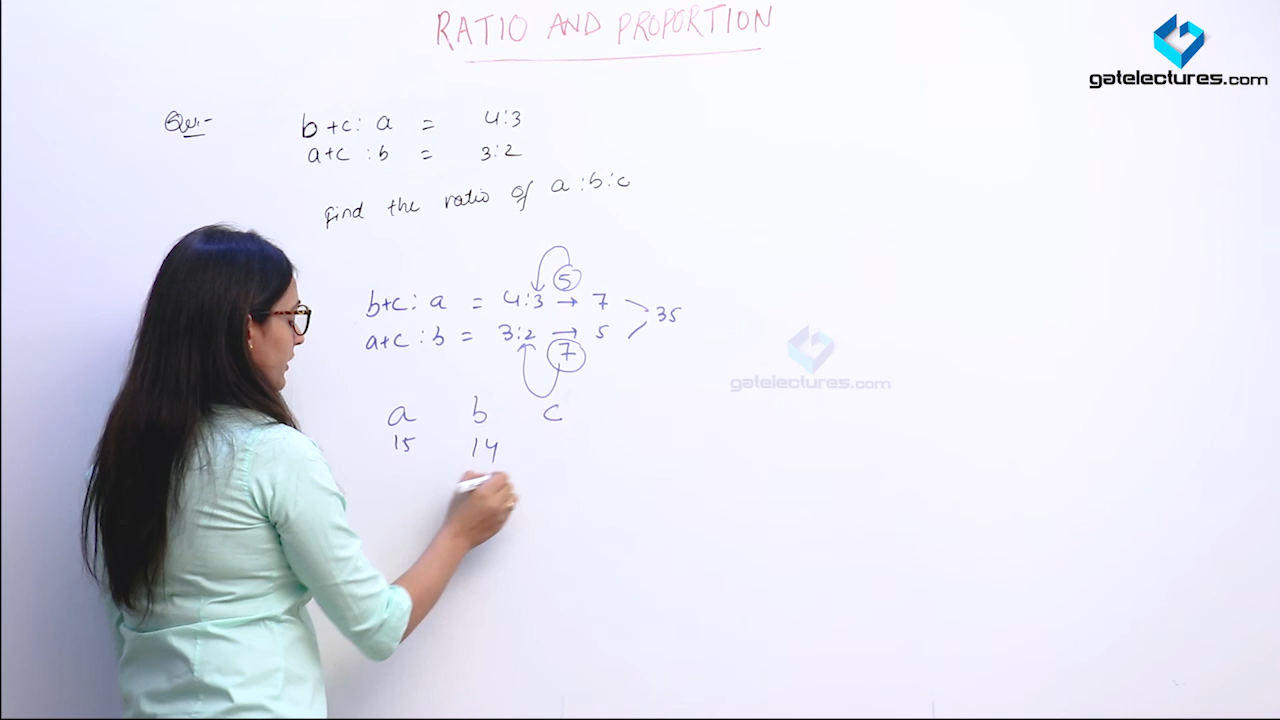 RATIO AND PROPORTION
gatelectures.com
Que:-
b+c: a = 4:3
a+c : b = 3:2
find the ratio of a:b:c
5
b+c: a = 4:3 → 7
35
a+c : b = 3:2 → 5
7
gatelectures.com
a b c
15 14